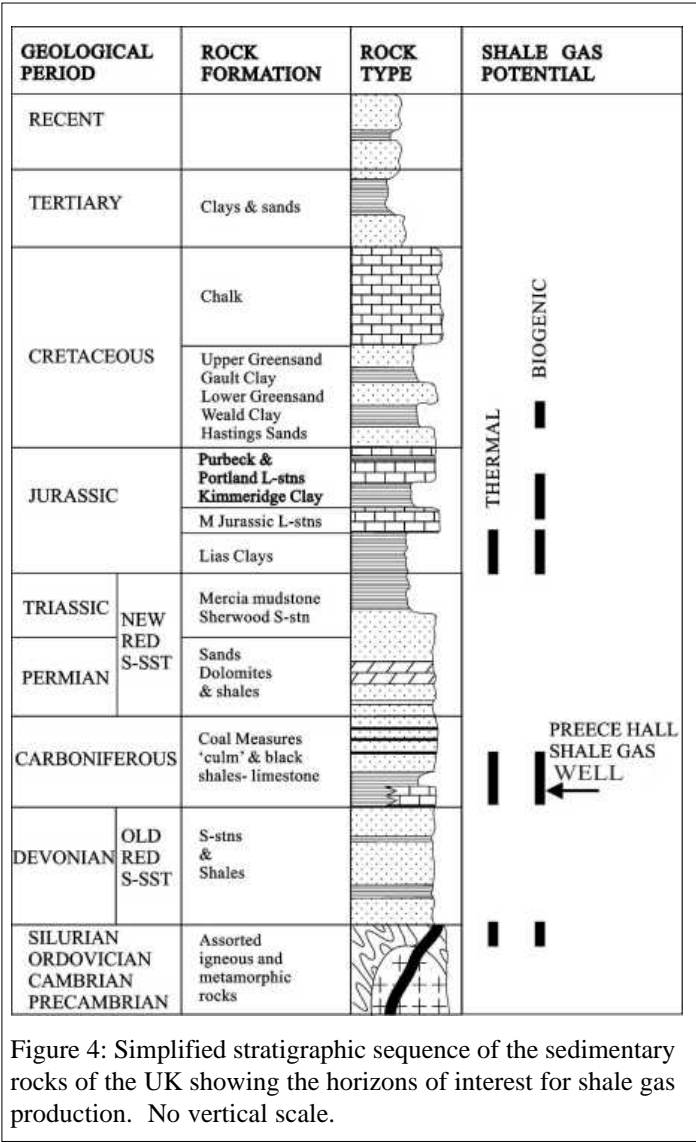 GEOLOGICAL PERIOD
ROCK FORMATION
ROCK TYPE
SHALE GAS POTENTIAL
RECENT
TERTIARY
Clays & sands
CRETACEOUS
Chalk
Upper Greensand
Gault Clay
Lower Greensand
Weald Clay
Hastings Sands
JURASSIC
Purbeck &
Portland L-stns
Kimmeridge Clay
M Jurassic L-stns
Lias Clays
TRIASSIC
NEW
RED
S-SST
Mercia mudstone
Sherwood S-stn
PERMIAN
Sands
Dolomites
& shales
CARBONIFEROUS
Coal Measures
‘culm’ & black
shales- limestone
DEVONIAN
OLD
RED
S-SST
S-stns
&
Shales
SILURIAN
ORDOVICIAN
CAMBRIAN
PRECAMBRIAN
Assorted
igneous and
metamorphic
rocks
THERMAL
BIOGENIC
PREECE HALL
SHALE GAS
WELL
Figure 4: Simplified stratigraphic sequence of the sedimentary
rocks of the UK showing the horizons of interest for shale gas
production. No vertical scale.